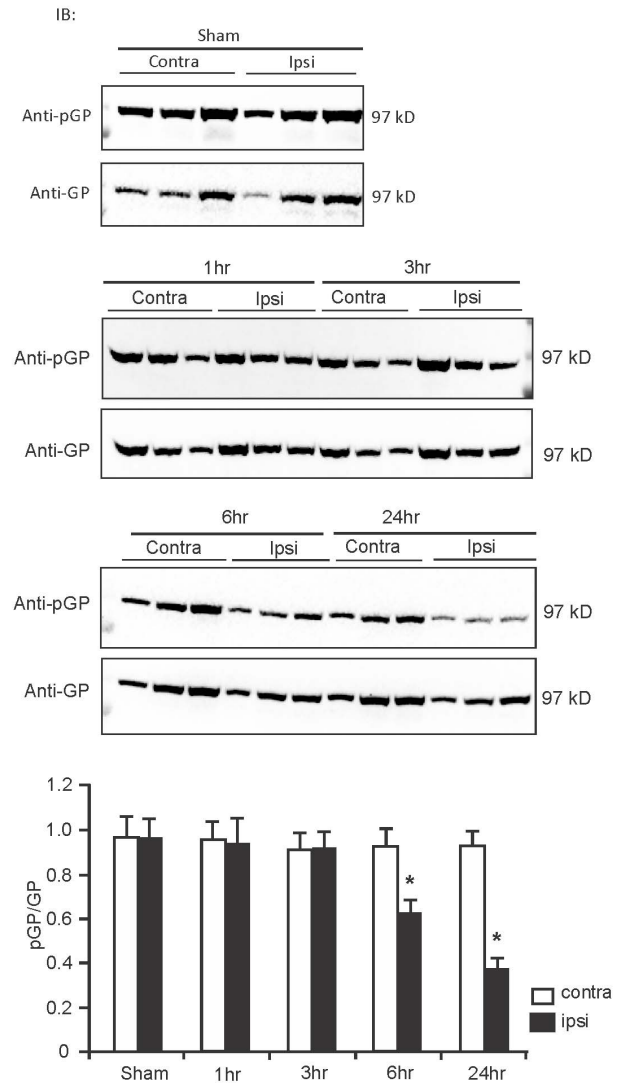 IB:
Sham
Contra Ipsi
Anti-pGP 97 kD
Anti-GP 97 kD
1hr 3hr
Contra Ipsi Contra Ipsi
Anti-pGP 97 kD
Anti-GP 97 kD
6hr 24hr
Contra Ipsi Contra Ipsi
Anti-pGP 97 kD
Anti-GP 97 kD
pGP/GP
1.2
1.0
0.8
0.6
0.4
0.2
0
* *
contra
ipsi
Sham 1hr 3hr 6hr 24hr